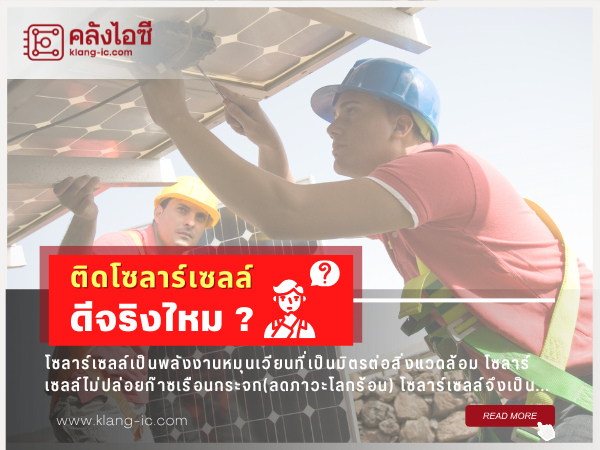 คลังไอซี
klang-ic.com
ติดโซลาร์เซลล์
ดีจริงไหม ?
?
โซลาร์เซลล์เป็นพลังงานหมุนเวียนที่เป็นมิตรต่อสิ่งแวดล้อม โซลาร์
เซลล์ไม่ปล่อยก๊าซเรือนกระจก(ลดภาวะโลกร้อน) โซลาร์เซลล์จึงเป็น...
www.klang-ic.com
READ MORE